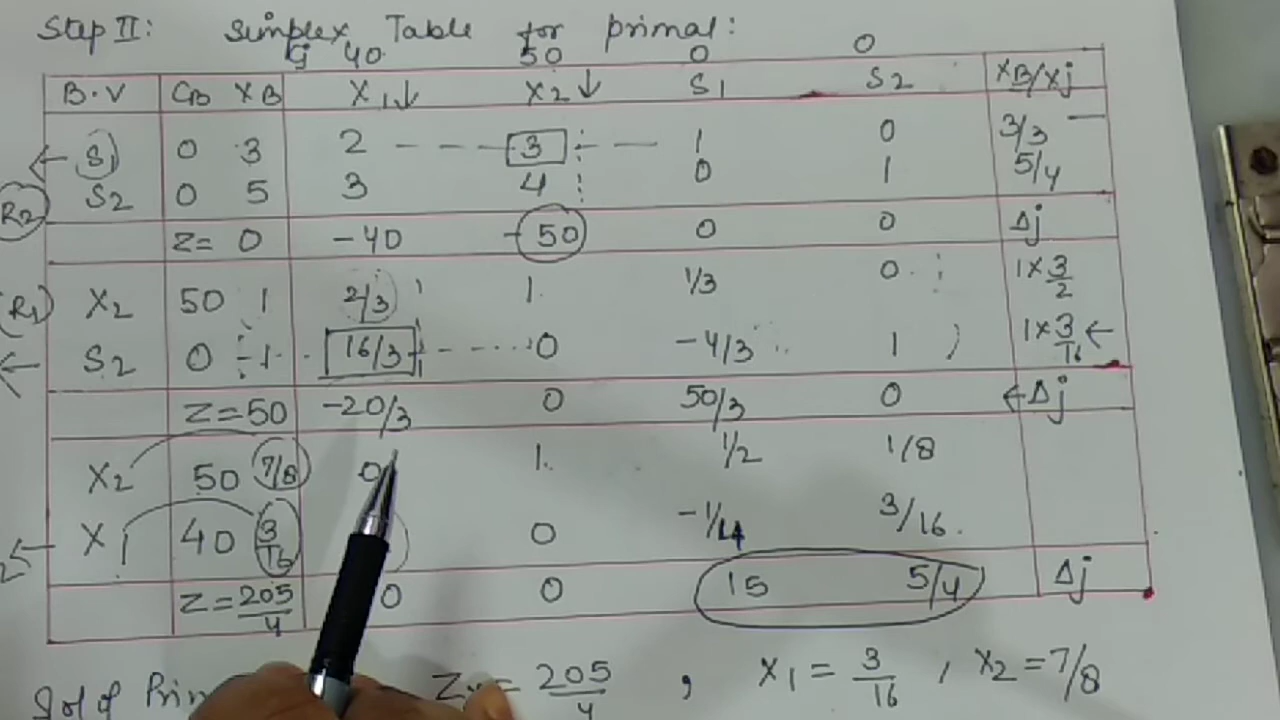 Step II: Simplex Table for primal:
Cj 40 50 0 0
B.V CB XB X1↓ X2↓ S1 S2 XB/Xj
← S1 0 3 2 3 1 0 3/3
R2 S2 0 5 3 4 0 1 5/4
Z= 0 -40 -50 0 0 Δj
R1 X2 50 1 2/3 1 1/3 0 1×3/2
← S2 0 1 16/3 0 -4/3 1 1×3/16 ←
Z=50 -20/3 0 50/3 0 ←Δj
X2 50 7/8 0 1 1/2 1/8
← X1 40 3/16 0 -1/4 3/16
Z=205/4 0 0 15 5/4 Δj
Sol of Prim = 205/4 , X1 = 3/16 , X2 = 7/8